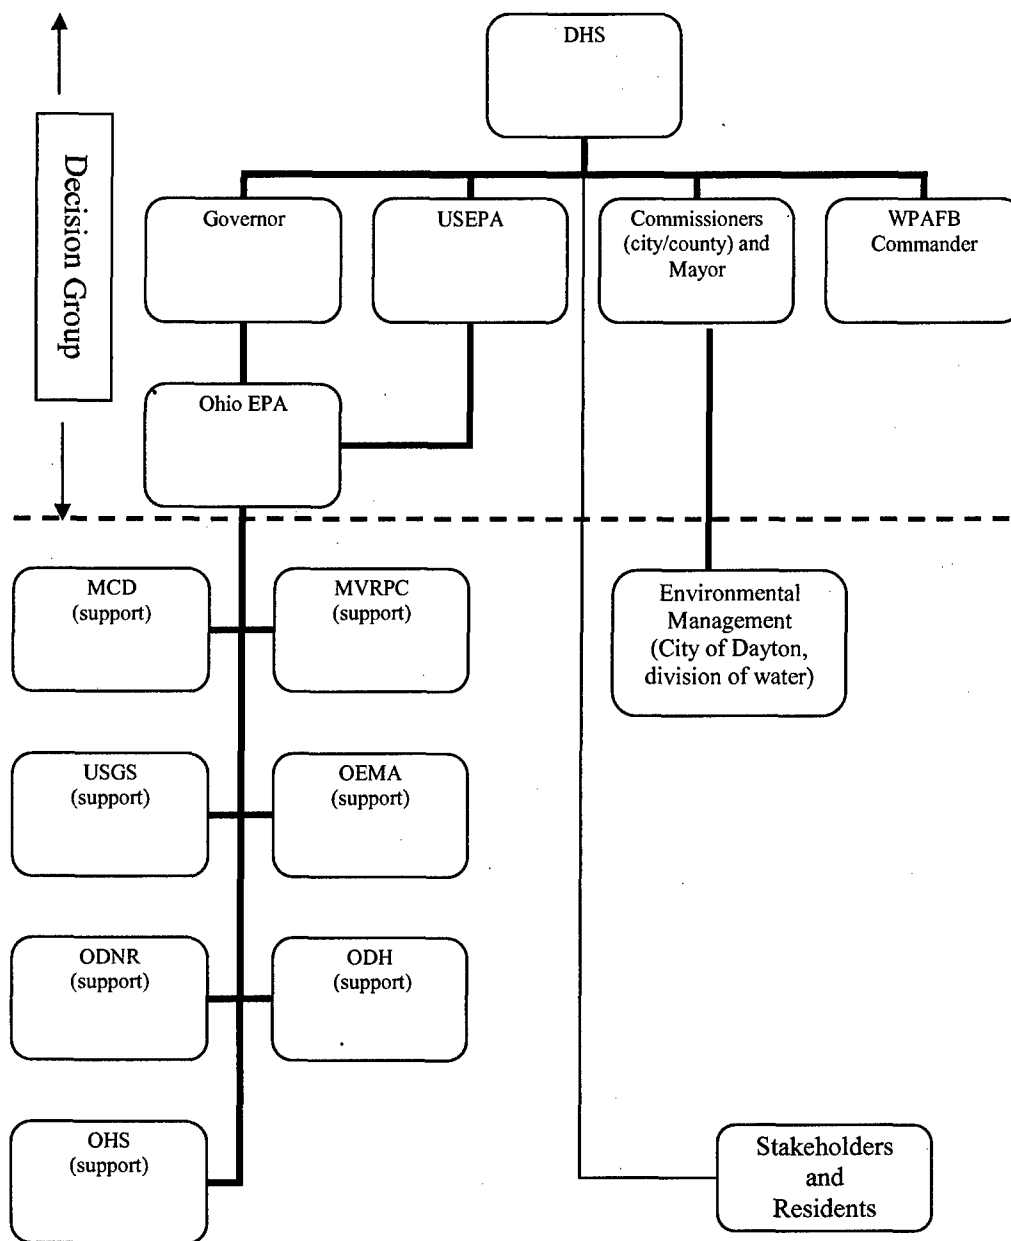 DHS
Decision Group
Governor
USEPA
Commissioners
(city/county) and
Mayor
WPAFB
Commander
Ohio EPA
MCD
(support)
MVRPC
(support)
Environmental
Management
(City of Dayton,
division of water)
USGS
(support)
OEMA
(support)
ODNR
(support)
ODH
(support)
OHS
(support)
Stakeholders
and
Residents